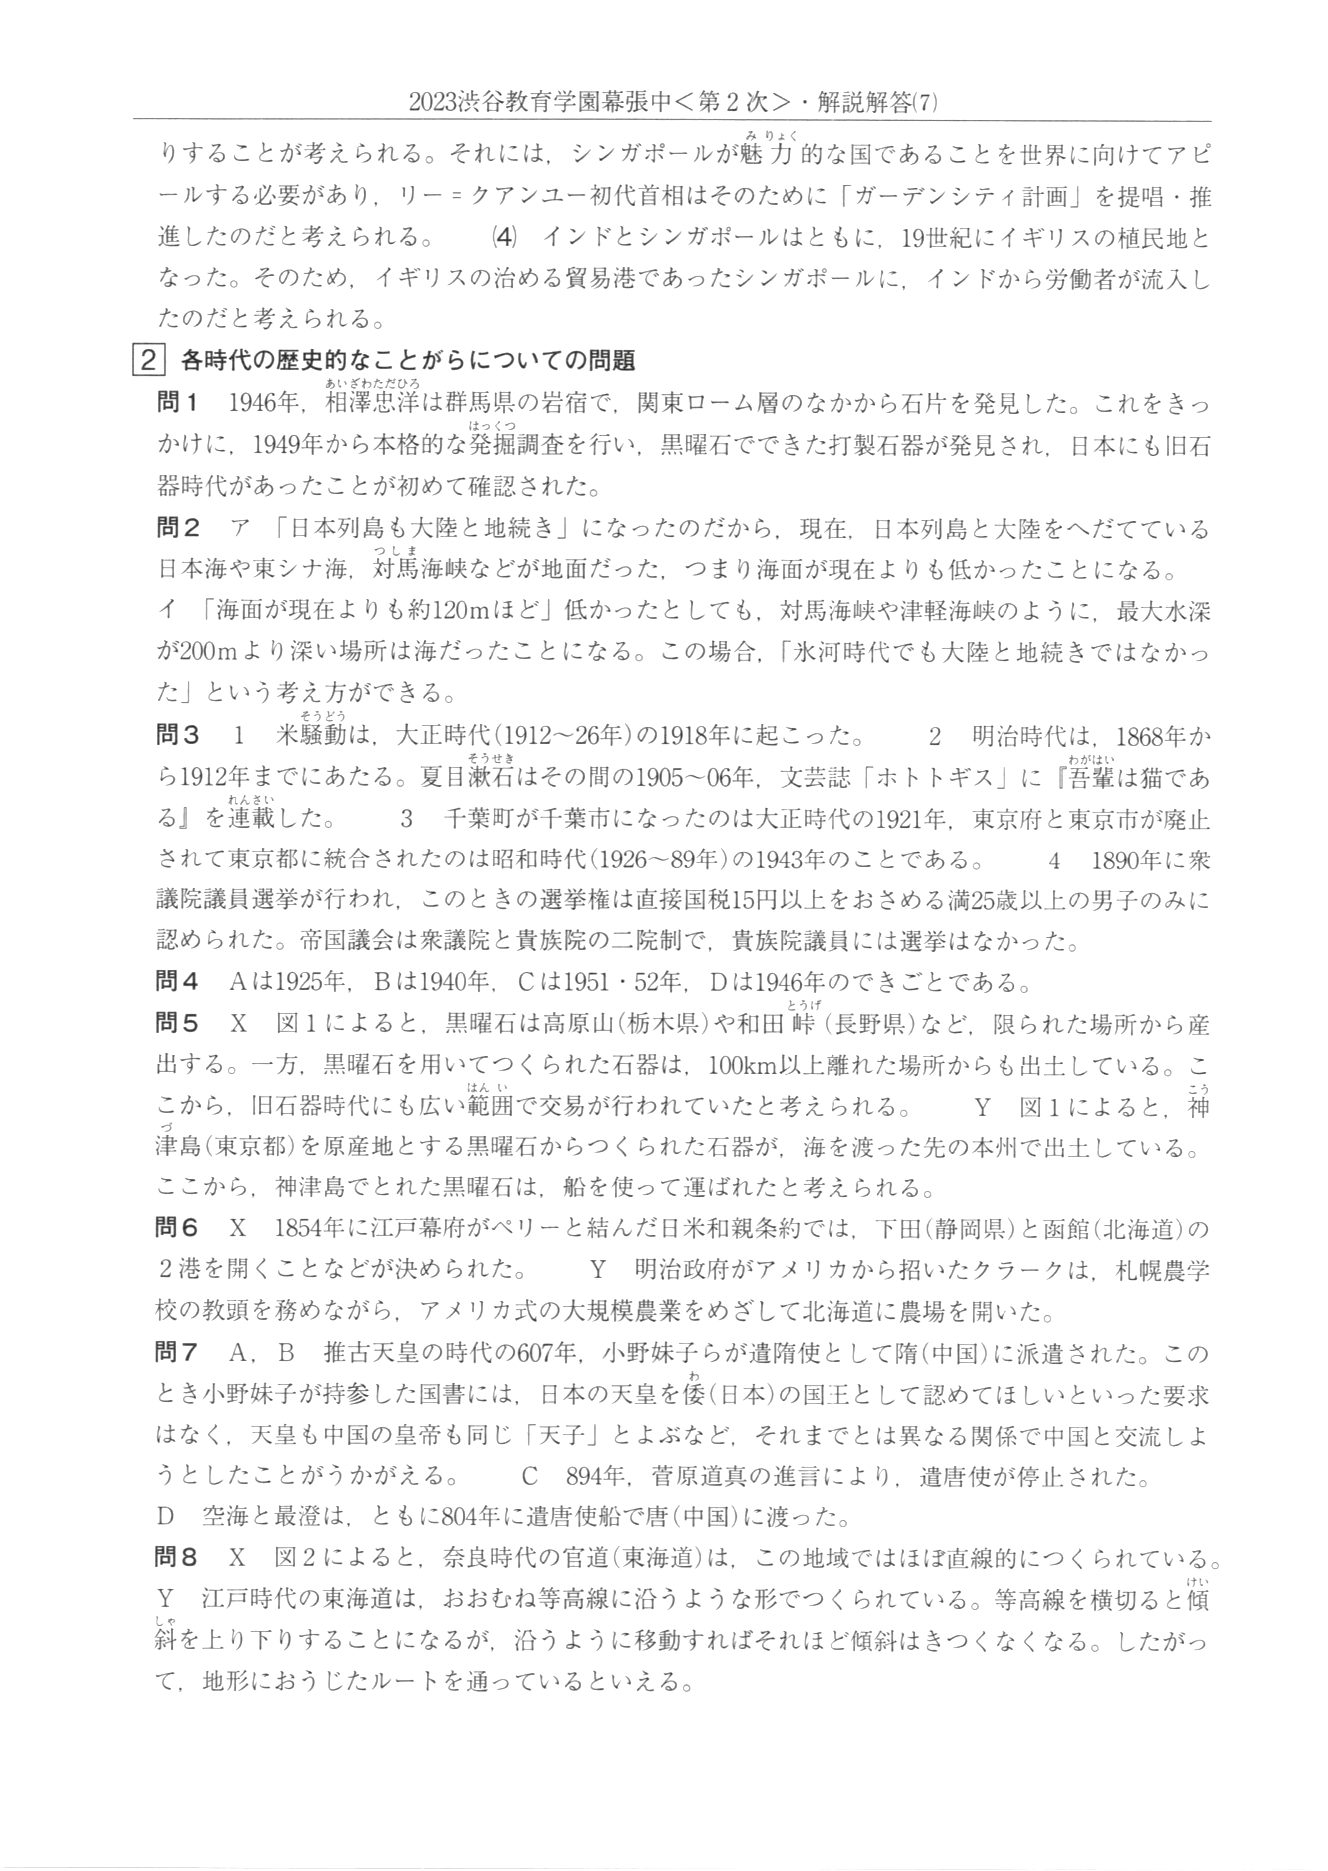 2023渋谷教育学園幕張中＜第２次＞・解説解答(7)
りすることが考えられる。それには，シンガポールが魅力的な国であることを世界に向けてアピ
ールする必要があり，リー＝クアンユー初代首相はそのために「ガーデンシティ計画」を提唱・推
進したのだと考えられる。　　(4)　インドとシンガポールはともに，19世紀にイギリスの植民地と
なった。そのため，イギリスの治める貿易港であったシンガポールに，インドから労働者が流入し
たのだと考えられる。
2　各時代の歴史的なことがらについての問題
問１　1946年，相澤忠洋は群馬県の岩宿で，関東ローム層のなかから石片を発見した。これをきっ
かけに，1949年から本格的な発掘調査を行い，黒曜石でできた打製石器が発見され，日本にも旧石
器時代があったことが初めて確認された。
問２　ア　「日本列島も大陸と地続き」になったのだから，現在，日本列島と大陸をへだてている
日本海や東シナ海，対馬海峡などが地面だった，つまり海面が現在よりも低かったことになる。
イ　「海面が現在よりも約120ｍほど」低かったとしても，対馬海峡や津軽海峡のように，最大水深
が200ｍより深い場所は海だったことになる。この場合，「氷河時代でも大陸と地続きではなかっ
た」という考え方ができる。
問３　１　米騒動は，大正時代(1912～26年)の1918年に起こった。　　２　明治時代は，1868年か
ら1912年までにあたる。夏目漱石はその間の1905～06年，文芸誌「ホトトギス」に『吾輩は猫であ
る』を連載した。　　３　千葉町が千葉市になったのは大正時代の1921年，東京府と東京市が廃止
されて東京都に統合されたのは昭和時代(1926～89年)の1943年のことである。　　４　1890年に衆
議院議員選挙が行われ，このときの選挙権は直接国税15円以上をおさめる満25歳以上の男子のみに
認められた。帝国議会は衆議院と貴族院の二院制で，貴族院議員には選挙はなかった。
問４　Ａは1925年，Ｂは1940年，Ｃは1951・52年，Ｄは1946年のできごとである。
問５　Ｘ　図１によると，黒曜石は高原山(栃木県)や和田峠(長野県)など，限られた場所から産
出する。一方，黒曜石を用いてつくられた石器は，100km以上離れた場所からも出土している。こ
こから，旧石器時代にも広い範囲で交易が行われていたと考えられる。　　Ｙ　図１によると，神
津島(東京都)を原産地とする黒曜石からつくられた石器が，海を渡った先の本州で出土している。
ここから，神津島でとれた黒曜石は，船を使って運ばれたと考えられる。
問６　Ｘ　1854年に江戸幕府がペリーと結んだ日米和親条約では，下田(静岡県)と函館(北海道)の
２港を開くことなどが決められた。　　Ｙ　明治政府がアメリカから招いたクラークは，札幌農学
校の教頭を務めながら，アメリカ式の大規模農業をめざして北海道に農場を開いた。
問７　Ａ，Ｂ　推古天皇の時代の607年，小野妹子らが遣隋使として隋(中国)に派遣された。この
とき小野妹子が持参した国書には，日本の天皇を倭(日本)の国王として認めてほしいといった要求
はなく，天皇も中国の皇帝も同じ「天子」とよぶなど，それまでとは異なる関係で中国と交流しよ
うとしたことがうかがえる。　　Ｃ　894年，菅原道真の進言により，遣唐使が停止された。
Ｄ　空海と最澄は，ともに804年に遣唐使船で唐(中国)に渡った。
問８　Ｘ　図２によると，奈良時代の官道(東海道)は，この地域ではほぼ直線的につくられている。
Ｙ　江戸時代の東海道は，おおむね等高線に沿うような形でつくられている。等高線を横切ると傾
斜を上り下りすることになるが，沿うように移動すればそれほど傾斜はきつくなくなる。したがっ
て，地形におうじたルートを通っているといえる。